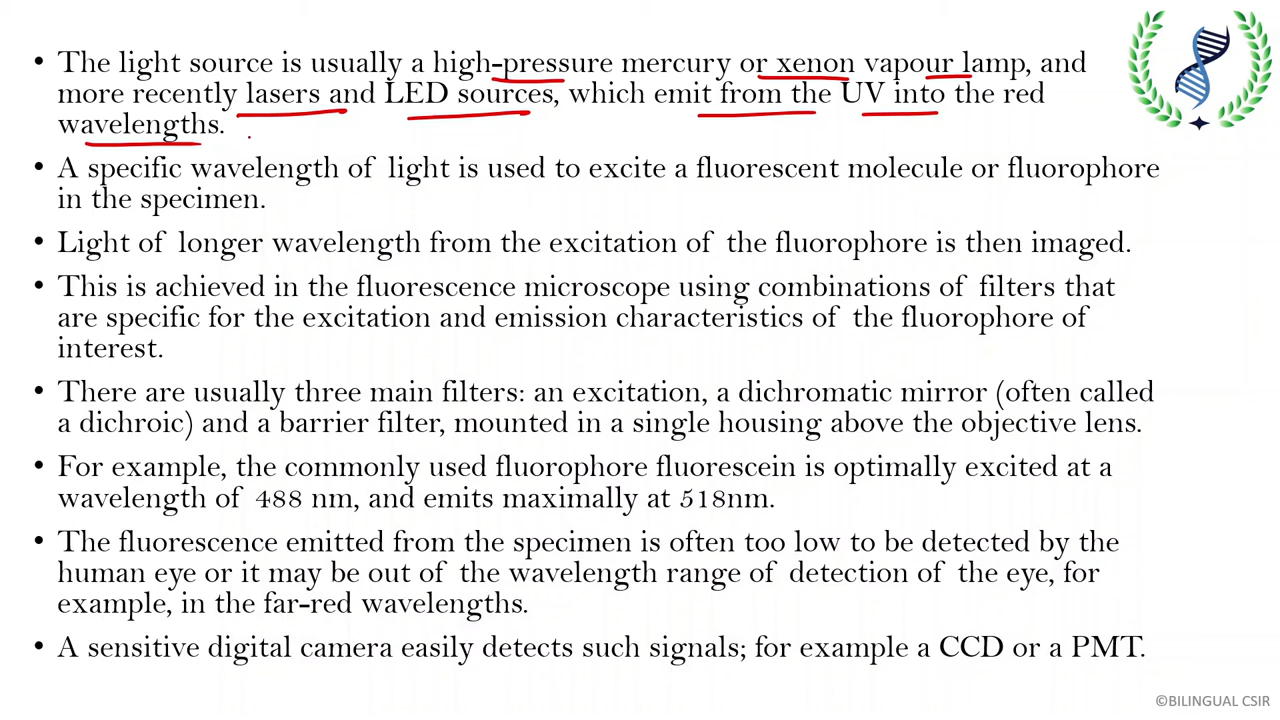 • The light source is usually a high-pressure mercury or xenon vapour lamp, and
more recently lasers and LED sources, which emit from the UV into the red
wavelengths.
• A specific wavelength of light is used to excite a fluorescent molecule or fluorophore
in the specimen.
• Light of longer wavelength from the excitation of the fluorophore is then imaged.
• This is achieved in the fluorescence microscope using combinations of filters that
are specific for the excitation and emission characteristics of the fluorophore of
interest.
• There are usually three main filters: an excitation, a dichromatic mirror (often called
a dichroic) and a barrier filter, mounted in a single housing above the objective lens.
• For example, the commonly used fluorophore fluorescein is optimally excited at a
wavelength of 488 nm, and emits maximally at 518nm.
• The fluorescence emitted from the specimen is often too low to be detected by the
human eye or it may be out of the wavelength range of detection of the eye, for
example, in the far-red wavelengths.
• A sensitive digital camera easily detects such signals; for example a CCD or a PMT.
©BILINGUAL CSIR